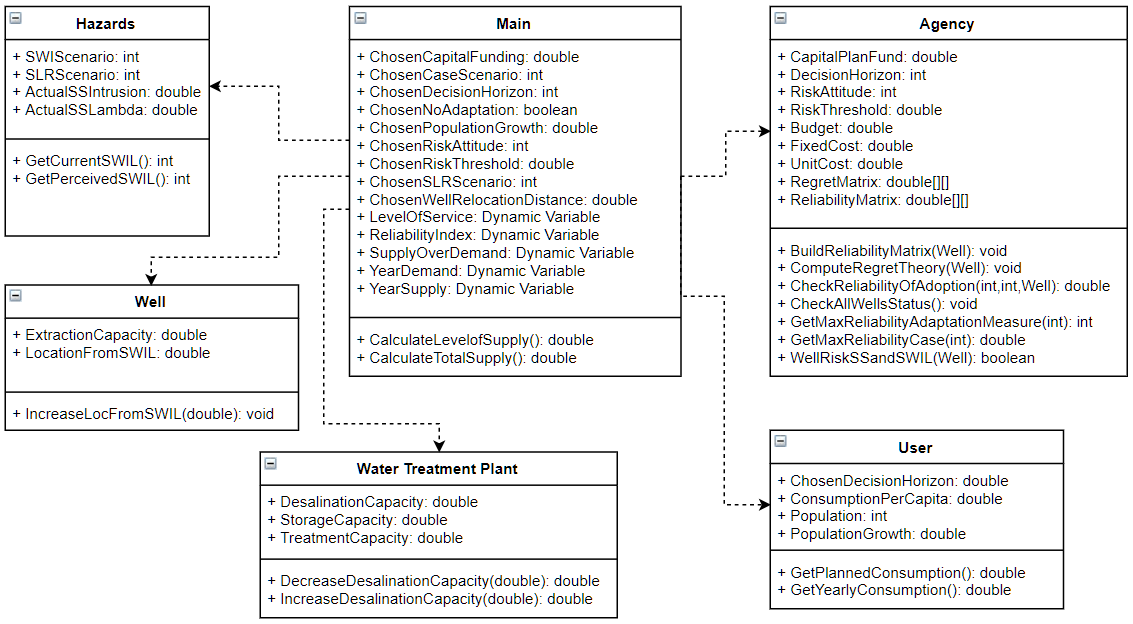 Hazards
+ SWIScenario: int
+ SLRScenario: int
+ ActualSSIntrusion: double
+ ActualSSLambda: double
+ GetCurrentSWIL(): int
+ GetPerceivedSWIL(): int
Main
+ ChosenCapitalFunding: double
+ ChosenCaseScenario: int
+ ChosenDecisionHorizon: int
+ ChosenNoAdaptation: boolean
+ ChosenPopulationGrowth: double
+ ChosenRiskAttitude: int
+ ChosenRiskThreshold: double
+ ChosenSLRScenario: int
+ ChosenWellRelocationDistance: double
+ LevelOfService: Dynamic Variable
+ ReliabilityIndex: Dynamic Variable
+ SupplyOverDemand: Dynamic Variable
+ YearDemand: Dynamic Variable
+ YearSupply: Dynamic Variable
+ CalculateLevelofSupply(): double
+ CalculateTotalSupply(): double
Agency
+ CapitalPlanFund: double
+ DecisionHorizon: int
+ RiskAttitude: int
+ RiskThreshold: double
+ Budget: double
+ FixedCost: double
+ UnitCost: double
+ RegretMatrix: double[][]
+ ReliabilityMatrix: double[][]
+ BuildReliabilityMatrix(Well): void
+ ComputeRegretTheory(Well): void
+ CheckReliabilityOfAdoption(int,int,Well): double
+ CheckAllWellsStatus(): void
+ GetMaxReliabilityAdaptationMeasure(int): int
+ GetMaxReliabilityCase(int): double
+ WellRiskSSandSWIL(Well): boolean
Well
+ ExtractionCapacity: double
+ LocationFromSWIL: double
+ IncreaseLocFromSWIL(double): void
Water Treatment Plant
+ DesalinationCapacity: double
+ StorageCapacity: double
+ TreatmentCapacity: double
+ DecreaseDesalinationCapacity(double): double
+ IncreaseDesalinationCapacity(double): double
User
+ ChosenDecisionHorizon: double
+ ConsumptionPerCapita: double
+ Population: int
+ PopulationGrowth: double
+ GetPlannedConsumption(): double
+ GetYearlyConsumption(): double